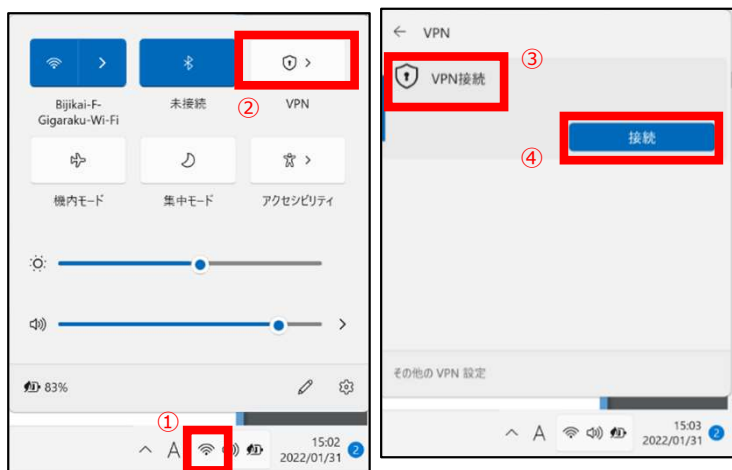 ②
Bijikai-F-
Gigaraku-Wi-Fi
未接続
VPN
機内モード
集中モード
アクセシビリティ
83%
①
A
15:02
2022/01/31
2
VPN
③
VPN接続
④
接続
その他の VPN 設定
A
15:03
2022/01/31
2